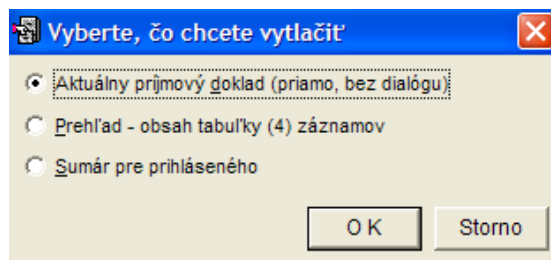 Vyberte, čo chcete vytlačiť
Aktuálny príjmový doklad (priamo, bez dialógu)
Prehľad - obsah tabuľky (4) záznamov
Sumár pre prihláseného
O K Storno